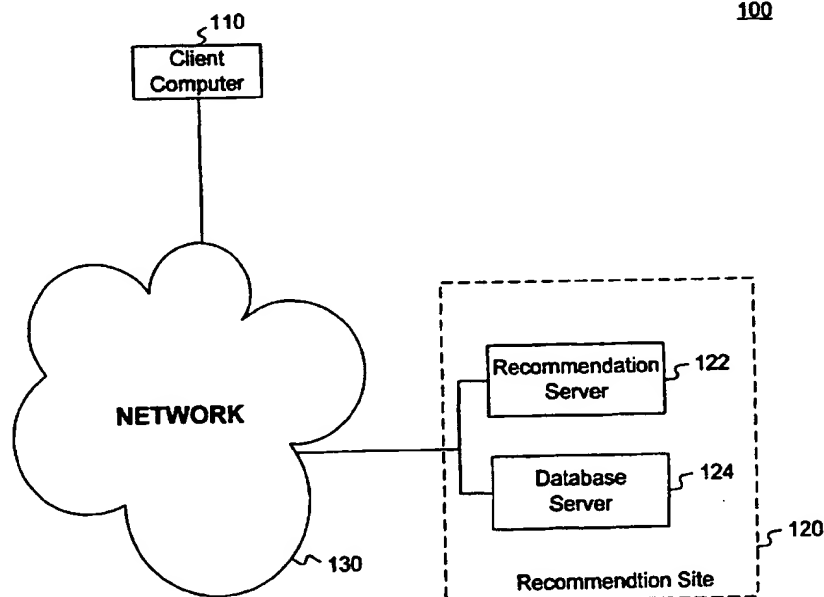 100
110
Client
Computer
NETWORK
130
Recommendation
Server
122
Database
Server
124
120
Recommendtion Site